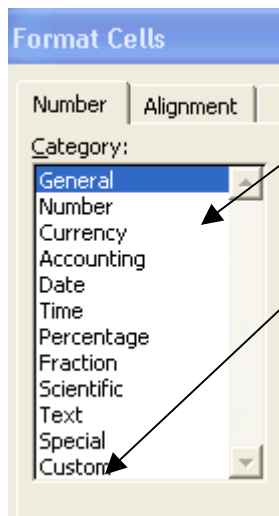 Format Cells
Number Alignment
Category:
General
Number
Currency
Accounting
Date
Time
Percentage
Fraction
Scientific
Text
Special
Custom